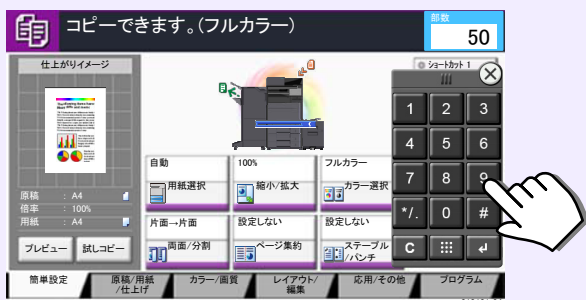 コピーできます。(フルカラー)
部数
50
仕上がりイメージ
ショートカット 1
原稿 : A4
倍率 : 100%
用紙 : A4
プレビュー
試しコピー
自動
用紙選択
100%
縮小/拡大
フルカラー
カラー選択
片面→片面
両面/分割
設定しない
ページ集約
設定しない
ステープル
/パンチ
1 2 3
4 5 6
7 8 9
*/. 0 #
C
簡単設定
原稿/用紙
/仕上げ
カラー/画質
レイアウト/
編集
応用/その他
プログラム